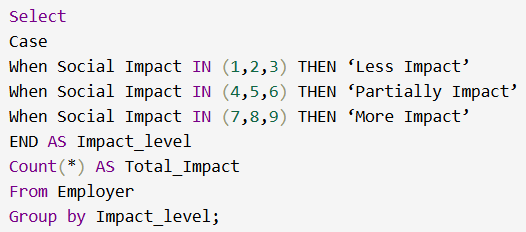 Select
Case
When Social Impact IN (1,2,3) THEN ‘Less Impact’
When Social Impact IN (4,5,6) THEN ‘Partially Impact’
When Social Impact IN (7,8,9) THEN ‘More Impact’
END AS Impact_level
Count(*) AS Total_Impact
From Employer
Group by Impact_level;